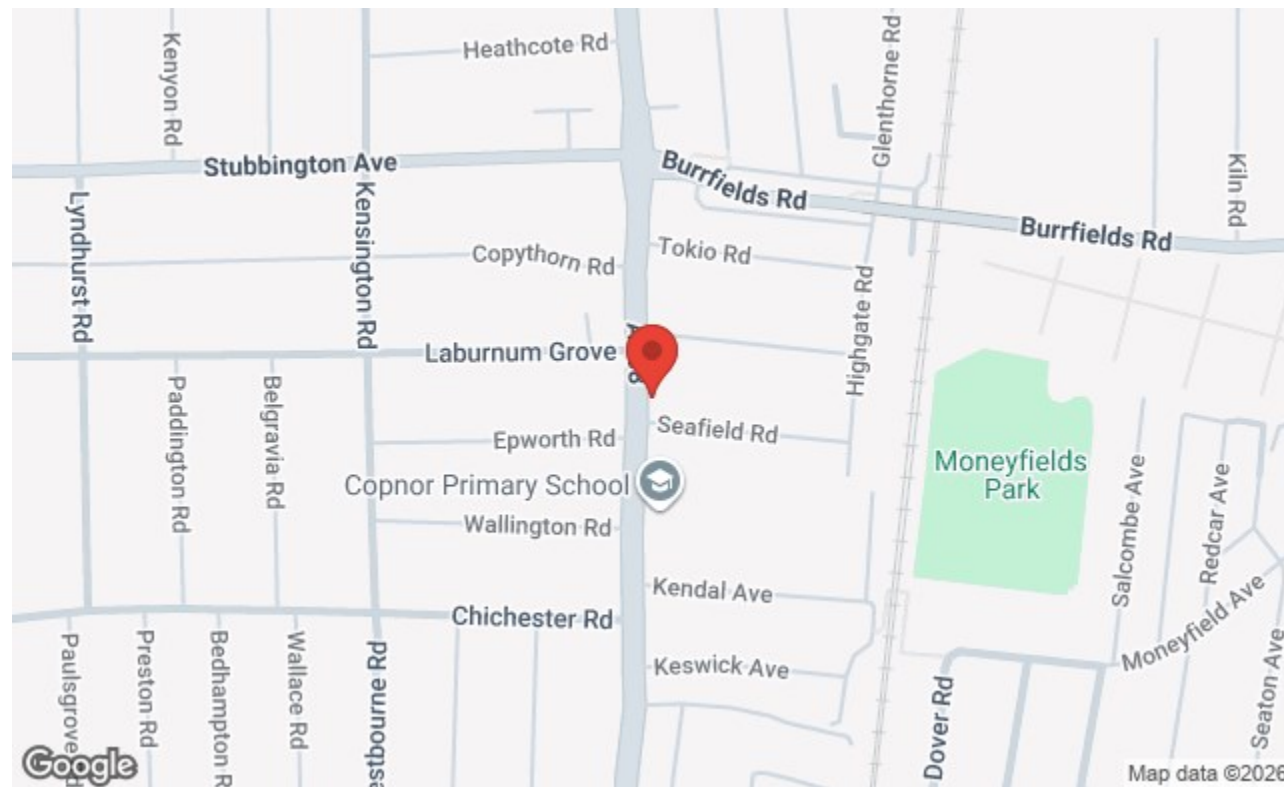 Heathcote Rd
Kenyon Rd
Glenthorne Rd
Stubbington Ave
Burrfields Rd
Kiln Rd
Lyndhurst Rd
Kensington Rd
Burrfields Rd
Copythorn Rd
Tokio Rd
Highgate Rd
Laburnum Grove
Paddington Rd
Belgravia Rd
Epworth Rd
Seafield Rd
Moneyfields
Park
Copnor Primary School
Wallington Rd
Salcombe Ave
Redcar Ave
Kendal Ave
Chichester Rd
Moneyfield Ave
Paulsgrove
Preston Rd
Bedhampton R
Wallace Rd
sbourne Rd
Keswick Ave
Dover Rd
Seaton Ave
Google
Map data ©2026